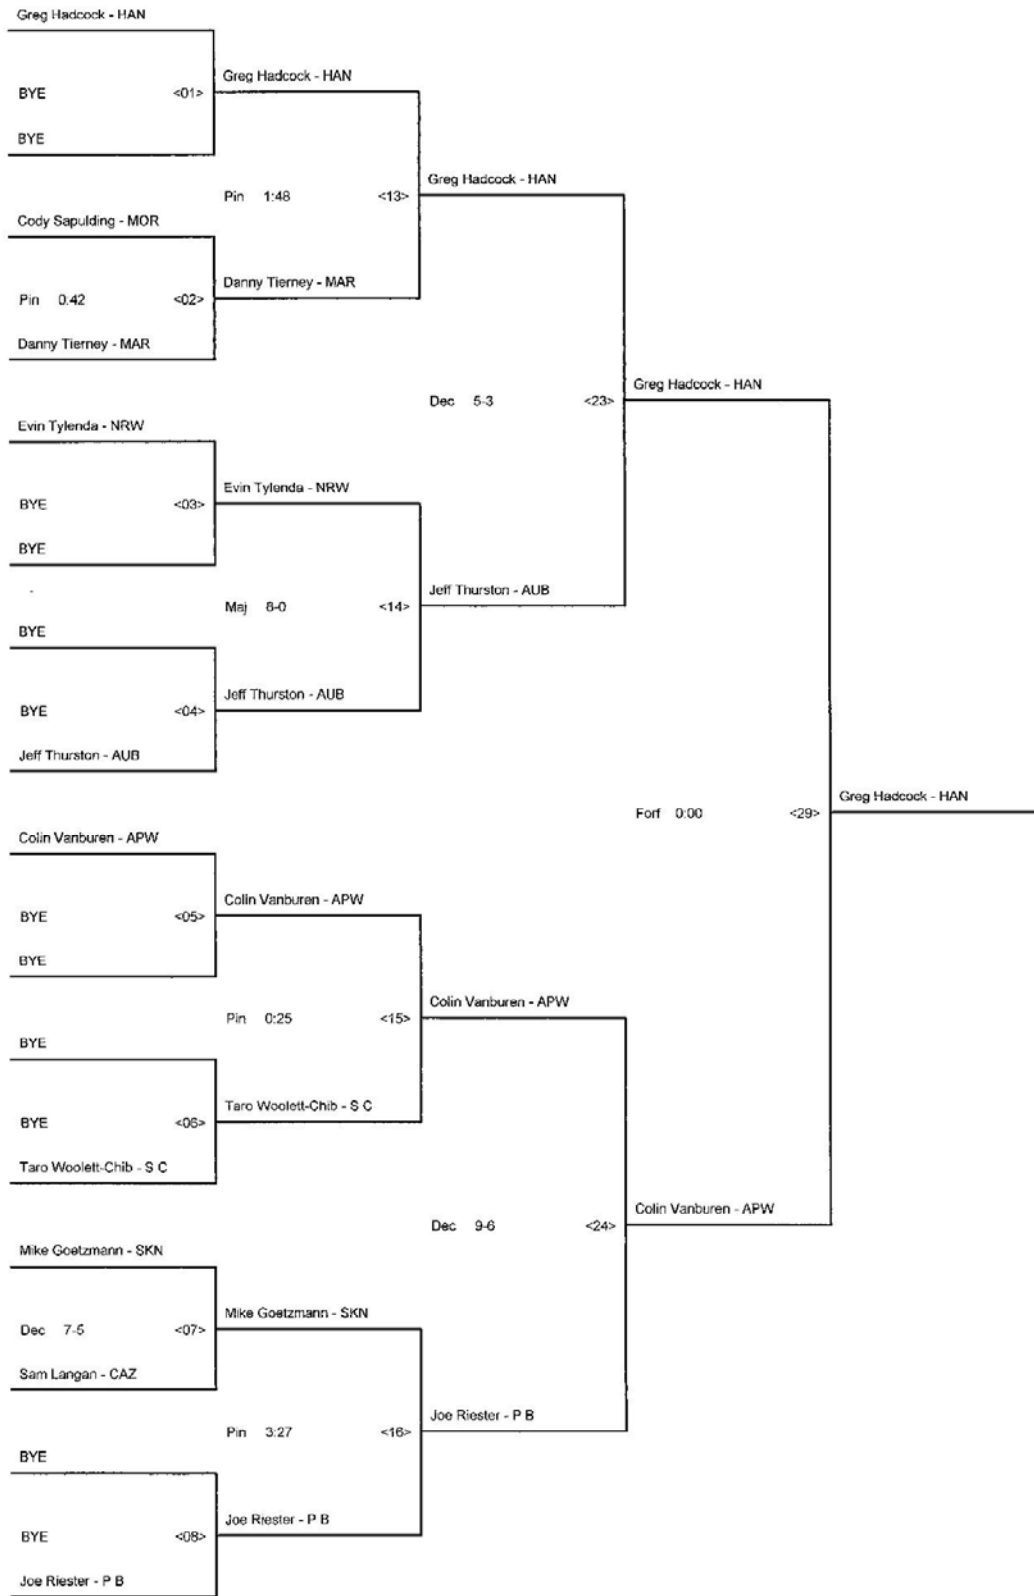 Greg Hadcock - HAN
Greg Hadcock - HAN
BYE <01>
BYE
Greg Hadcock - HAN
Pin 1:48 <13>
Cody Sapulding - MOR
Danny Tierney - MAR
Pin 0:42 <02>
Danny Tierney - MAR
Greg Hadcock - HAN
Dec 5-3 <23>
Evin Tylenda - NRW
Evin Tylenda - NRW
BYE <03>
BYE
Jeff Thurston - AUB
Maj 8-0 <14>
BYE
Jeff Thurston - AUB
BYE <04>
Jeff Thurston - AUB
Greg Hadcock - HAN
Forf 0:00 <29>
Colin Vanburen - APW
Colin Vanburen - APW
BYE <05>
BYE
Colin Vanburen - APW
Pin 0:25 <15>
BYE
Taro Woolett-Chib - S C
BYE <06>
Taro Woolett-Chib - S C
Colin Vanburen - APW
Dec 9-6 <24>
Mike Goetzmann - SKN
Mike Goetzmann - SKN
Dec 7-5 <07>
Sam Langan - CAZ
Joe Riester - P B
Pin 3:27 <16>
BYE
Joe Riester - P B
BYE <08>
Joe Riester - P B